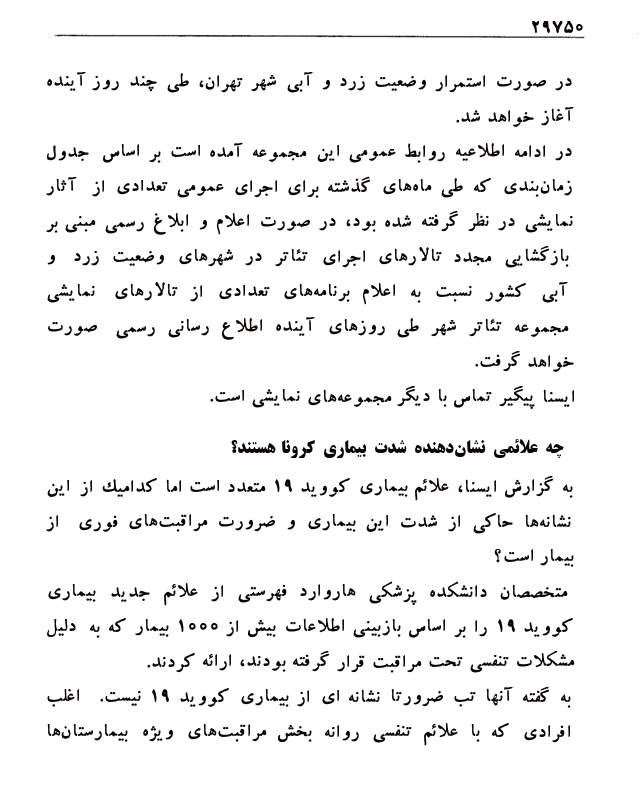 ۲۹۷۵۰
در صورت استمرار وضعیت زرد و آبی شهر تهران، طی چند روز آینده
آغاز خواهد شد.
در ادامه اطلاعیه روابط عمومی این مجموعه آمده است بر اساس جدول
زمان‌بندی که طی ماه‌های گذشته برای اجرای عمومی تعدادی از آثار
نمایشی در نظر گرفته شده بود، در صورت اعلام و ابلاغ رسمی مبنی بر
بازگشایی مجدد تالارهای اجرای تئاتر در شهرهای وضعیت زرد و
آبی کشور نسبت به اعلام برنامه‌های تعدادی از تالارهای نمایشی
مجموعه تئاتر شهر طی روزهای آینده اطلاع رسانی رسمی صورت
خواهد گرفت.
ایسنا پیگیر تماس با دیگر مجموعه‌های نمایشی است.
چه علائمی نشان‌دهنده شدت بیماری کرونا هستند؟
به گزارش ایسنا، علائم بیماری کووید ۱۹ متعدد است اما کدامیك از این
نشانه‌ها حاکی از شدت این بیماری و ضرورت مراقبت‌های فوری از
بیمار است؟
متخصصان دانشکده پزشکی هاروارد فهرستی از علائم جدید بیماری
کووید ۱۹ را بر اساس بازبینی اطلاعات بیش از ۱۰۰۰ بیمار که به دلیل
مشکلات تنفسی تحت مراقبت قرار گرفته بودند، ارائه کردند.
به گفته آنها تب ضرورتا نشانه ای از بیماری کووید ۱۹ نیست. اغلب
افرادی که با علائم تنفسی روانه بخش مراقبت‌های ویژه بیمارستان‌ها